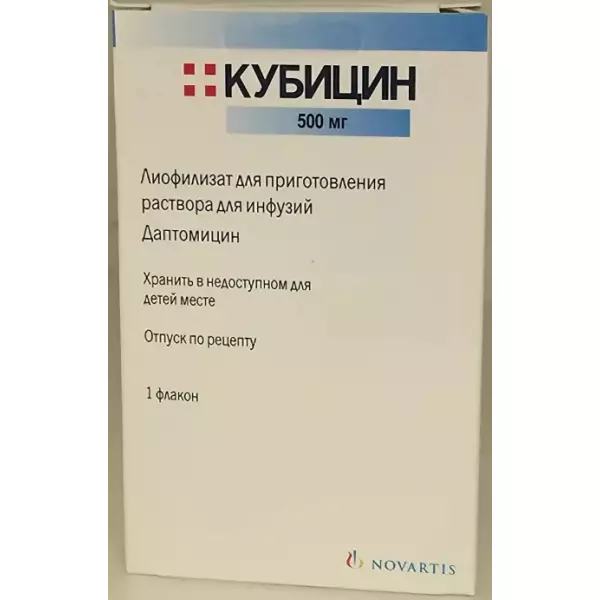 КУБИЦИН
500 мг
Лиофилизат для приготовления
раствора для инфузий
Даптомицин
Хранить в недоступном для
детей месте
Отпуск по рецепту
1 флакон
NOVARTIS